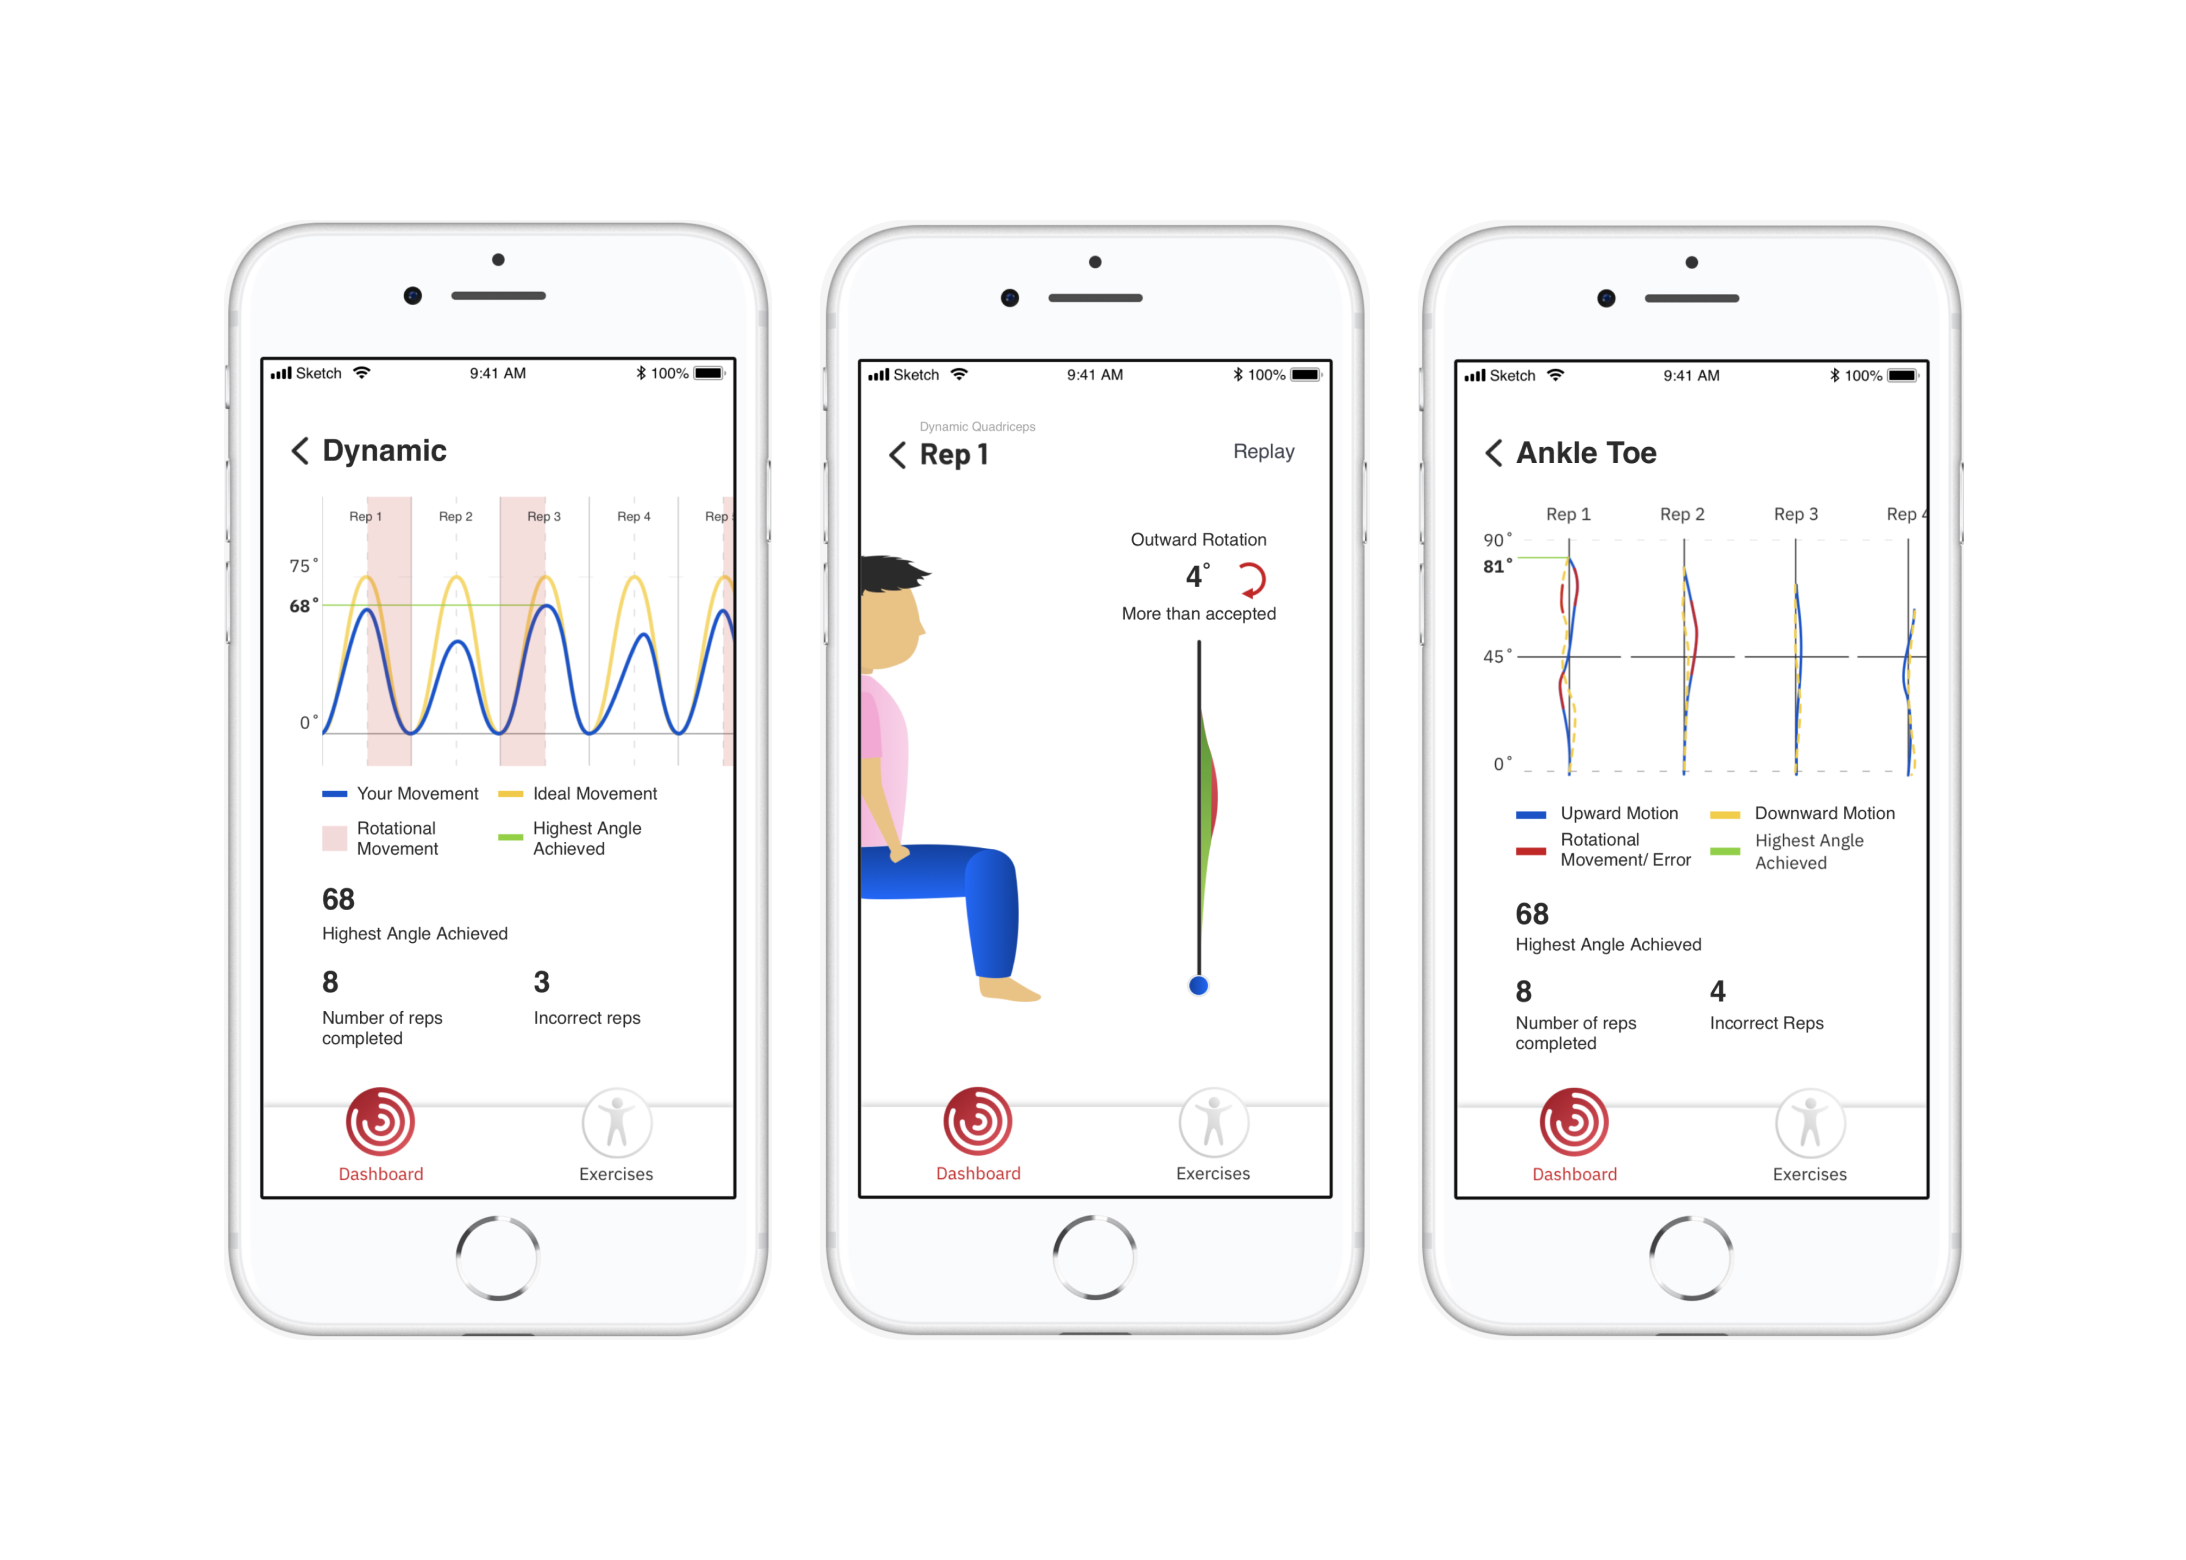 Sketch 9:41 AM 100%
Dynamic
Rep 1 Rep 2 Rep 3 Rep 4 Rep
75°
68°
0°
Your Movement Ideal Movement
Rotational Movement Highest Angle Achieved
68
Highest Angle Achieved
8 3
Number of reps completed Incorrect reps
Dashboard Exercises
Sketch 9:41 AM 100%
Dynamic Quadriceps
Rep 1 Replay
Outward Rotation
4°
More than accepted
Dashboard Exercises
Sketch 9:41 AM 100%
Ankle Toe
Rep 1 Rep 2 Rep 3 Rep 4
90°
81°
45°
0°
Upward Motion Downward Motion
Rotational Movement/ Error Highest Angle Achieved
68
Highest Angle Achieved
8 4
Number of reps completed Incorrect Reps
Dashboard Exercises